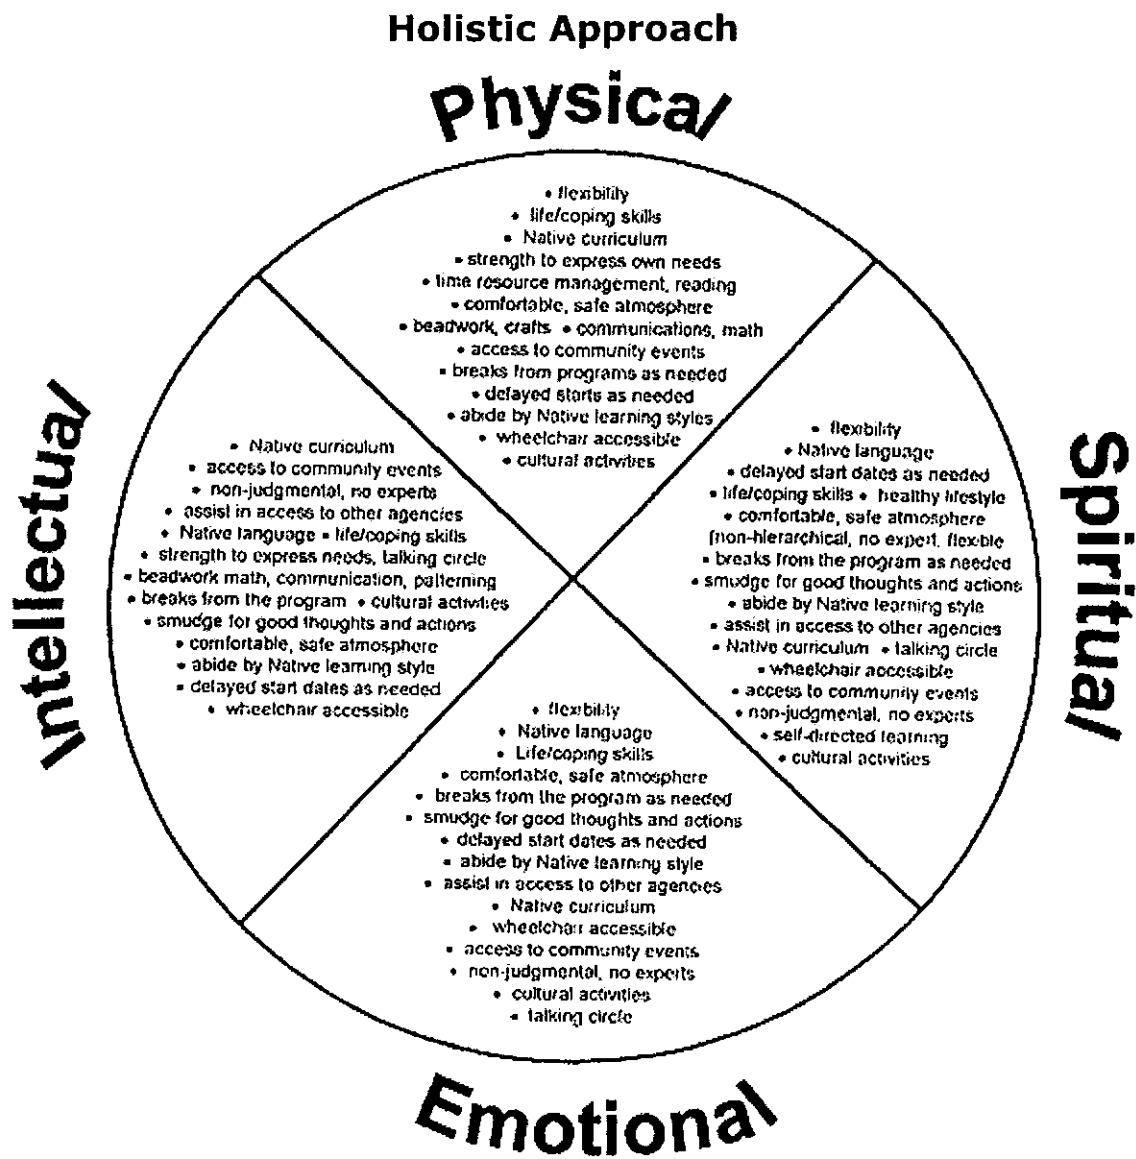 Holistic Approach
Physical
• flexibility
• life/coping skills
• Native curriculum
• strength to express own needs
• time resource management, reading
• comfortable, safe atmosphere
• beadwork, crafts • communications, math
• access to community events
• breaks from programs as needed
• delayed starts as needed
• abide by Native learning styles
• wheelchair accessible
• cultural activities
Intellectual
• Native curriculum
• access to community events
• non-judgmental, no experts
• assist in access to other agencies
• Native language • life/coping skills
• strength to express needs, talking circle
• beadwork math, communication, patterning
• breaks from the program • cultural activities
• smudge for good thoughts and actions
• comfortable, safe atmosphere
• abide by Native learning style
• delayed start dates as needed
• wheelchair accessible
Spiritual
• flexibility
• Native language
• delayed start dates as needed
• life/coping skills • healthy lifestyle
• comfortable, safe atmosphere
[non-hierarchical, no expert, flexible
• breaks from the program as needed
• smudge for good thoughts and actions
• abide by Native learning style
• assist in access to other agencies
• Native curriculum • talking circle
• wheelchair accessible
• access to community events
• non-judgmental, no experts
• self-directed learning
• cultural activities
• flexibility
• Native language
• Life/coping skills
• comfortable, safe atmosphere
• breaks from the program as needed
• smudge for good thoughts and actions
• delayed start dates as needed
• abide by Native learning style
• assist in access to other agencies
• Native curriculum
• wheelchair accessible
• access to community events
• non-judgmental, no experts
• cultural activities
• talking circle
Emotional